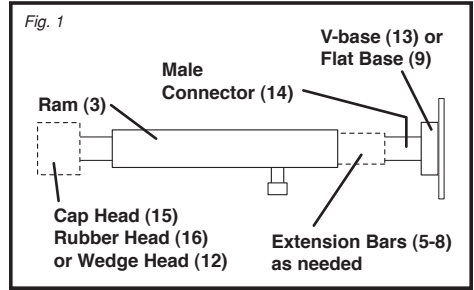 Fig. 1
V-base (13) or
Flat Base (9)
Male
Connector (14)
Ram (3)
Cap Head (15)
Rubber Head (16)
or Wedge Head (12)
Extension Bars (5-8)
as needed